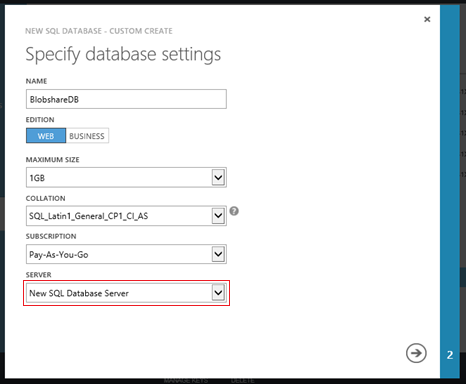 NEW SQL DATABASE - CUSTOM CREATE
Specify database settings
NAME
BlobshareDB
EDITION
WEB BUSINESS
MAXIMUM SIZE
1GB
COLLATION
SQL_Latin1_General_CP1_CI_AS
?
SUBSCRIPTION
Pay-As-You-Go
SERVER
New SQL Database Server
2
MANAGE KEYS DELETE